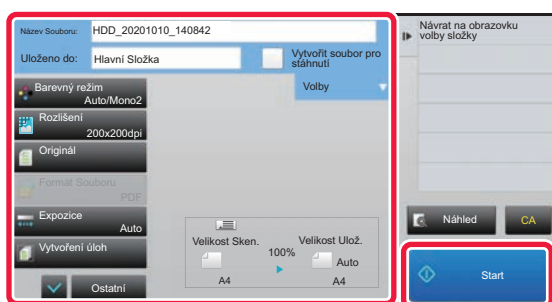 Název Souboru: HDD_20201010_140842
Uloženo do: Hlavní Složka
Vytvořit soubor pro
stáhnutí
Volby
Barevný režim
Auto/Mono2
Rozlišení
200x200dpi
Originál
Formát Souboru
PDF
Expozice
Auto
Vytvoření úloh
Ostatní
Velikost Sken.
A4
100%
Velikost Ulož.
Auto
A4
Návrat na obrazovku
volby složky
Náhled
CA
Start